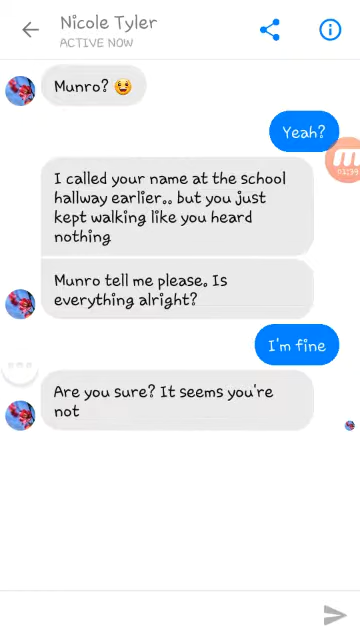 Nicole Tyler
ACTIVE NOW
Munro? 😆
Yeah?
I called your name at the school
hallway earlier.. but you just
kept walking like you heard
nothing
Munro tell me please. Is
everything alright?
I'm fine
Are you sure? It seems you're
not